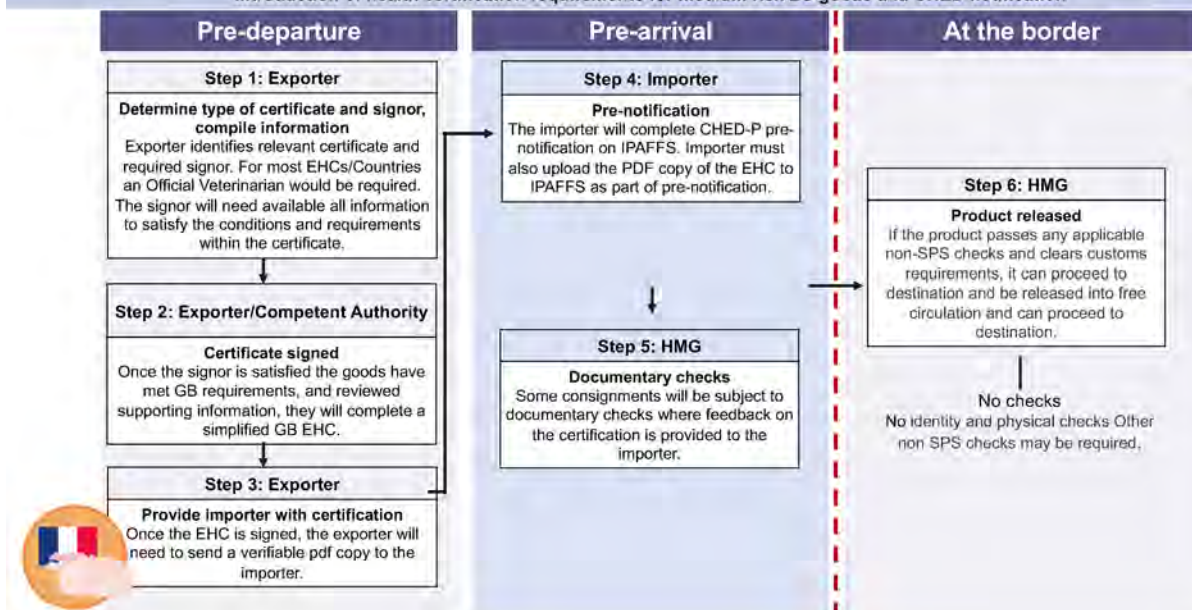 Pre-departure
Step 1: Exporter
Determine type of certificate and signor,
compile information
Exporter identifies relevant certificate and
required signor. For most EHCs/Countries
an Official Veterinarian would be required.
The signor will need available all information
to satisfy the conditions and requirements
within the certificate.
Step 2: Exporter/Competent Authority
Certificate signed
Once the signor is satisfied the goods have
met GB requirements, and reviewed
supporting information, they will complete a
simplified GB EHC.
Step 3: Exporter
Provide importer with certification
Once the EHC is signed, the exporter will
need to send a verifiable pdf copy to the
importer.
Pre-arrival
Step 4: Importer
Pre-notification
The importer will complete CHED-P pre-
notification on IPAFFS. Importer must
also upload the PDF copy of the EHC to
IPAFFS as part of pre-notification.
Step 5: HMG
Documentary checks
Some consignments will be subject to
documentary checks where feedback on
the certification is provided to the
importer.
At the border
Step 6: HMG
Product released
If the product passes any applicable
non-SPS checks and clears customs
requirements, it can proceed to
destination and be released into free
circulation and can proceed to
destination.
No checks
No identity and physical checks Other
non SPS checks may be required.